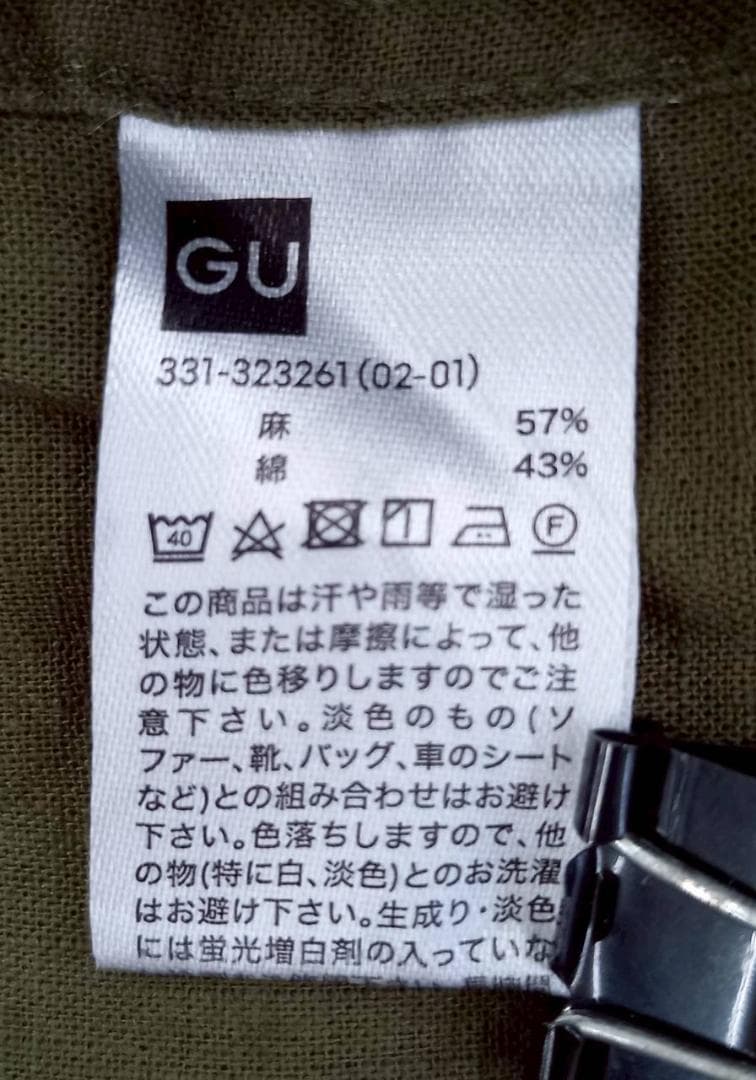 GU
331-323261(02-01)
麻 57%
綿 43%
40 F
この商品は汗や雨等で湿った
状態、または摩擦によって、他
の物に色移りしますのでご注
意下さい。淡色のもの(ソ
ファー、靴、バッグ、車のシート
など)との組み合わせはお避け
下さい。色落ちしますので、他
の物(特に白、淡色)とのお洗濯
はお避け下さい。生成り・淡色
には蛍光増白剤の入っていな